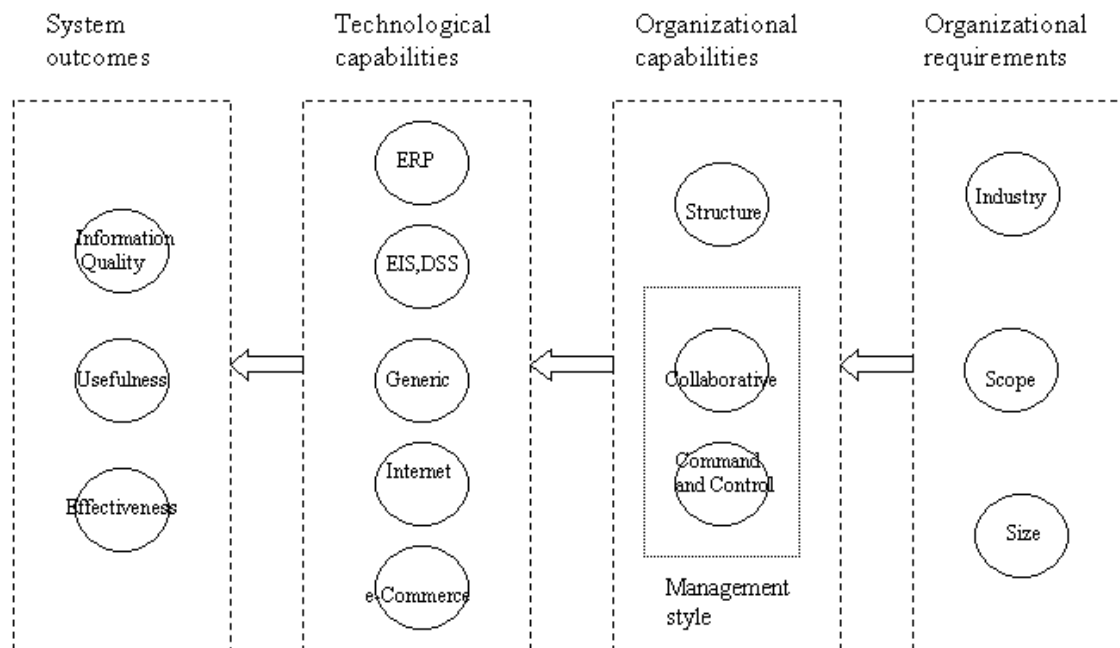 System
outcomes
Technological
capabilities
Organizational
capabilities
Organizational
requirements
Information
Quality
Usefulness
Effectiveness
ERP
EIS,DSS
Generic
Internet
e-Commerce
Structure
Collaborative
Command
and Control
Management
style
Industry
Scope
Size